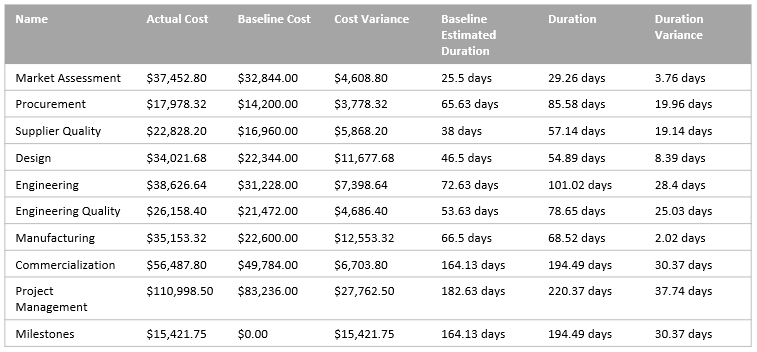 Name Actual Cost Baseline Cost Cost Variance Baseline Estimated Duration Duration Duration Variance
Market Assessment $37,452.80 $32,844.00 $4,608.80 25.5 days 29.26 days 3.76 days
Procurement $17,978.32 $14,200.00 $3,778.32 65.63 days 85.58 days 19.96 days
Supplier Quality $22,828.20 $16,960.00 $5,868.20 38 days 57.14 days 19.14 days
Design $34,021.68 $22,344.00 $11,677.68 46.5 days 54.89 days 8.39 days
Engineering $38,626.64 $31,228.00 $7,398.64 72.63 days 101.02 days 28.4 days
Engineering Quality $26,158.40 $21,472.00 $4,686.40 53.63 days 78.65 days 25.03 days
Manufacturing $35,153.32 $22,600.00 $12,553.32 66.5 days 68.52 days 2.02 days
Commercialization $56,487.80 $49,784.00 $6,703.80 164.13 days 194.49 days 30.37 days
Project Management $110,998.50 $83,236.00 $27,762.50 182.63 days 220.37 days 37.74 days
Milestones $15,421.75 $0.00 $15,421.75 164.13 days 194.49 days 30.37 days